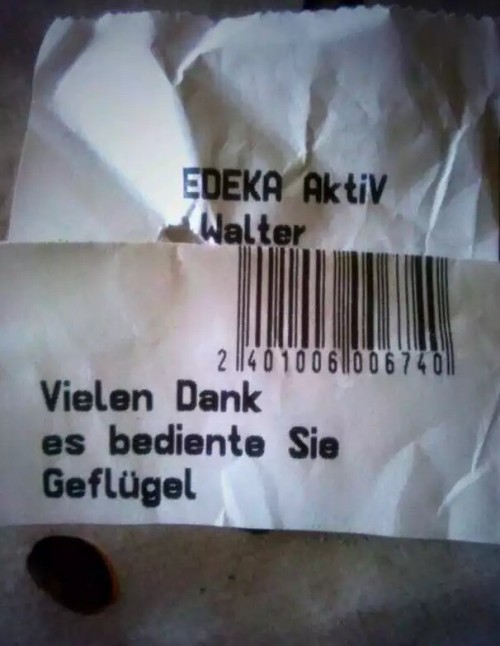 EDEKA AktiV
Walter
2 401006 006740
Vielen Dank
es bediente Sie
Geflügel